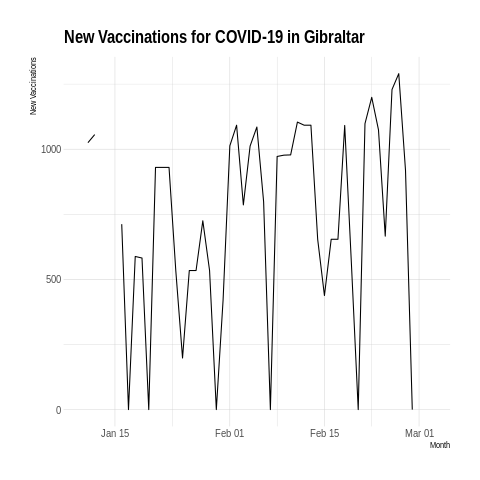 New Vaccinations for COVID-19 in Gibraltar
New Vaccinations
1000
500
0
Jan 15
Feb 01
Feb 15
Mar 01
Month